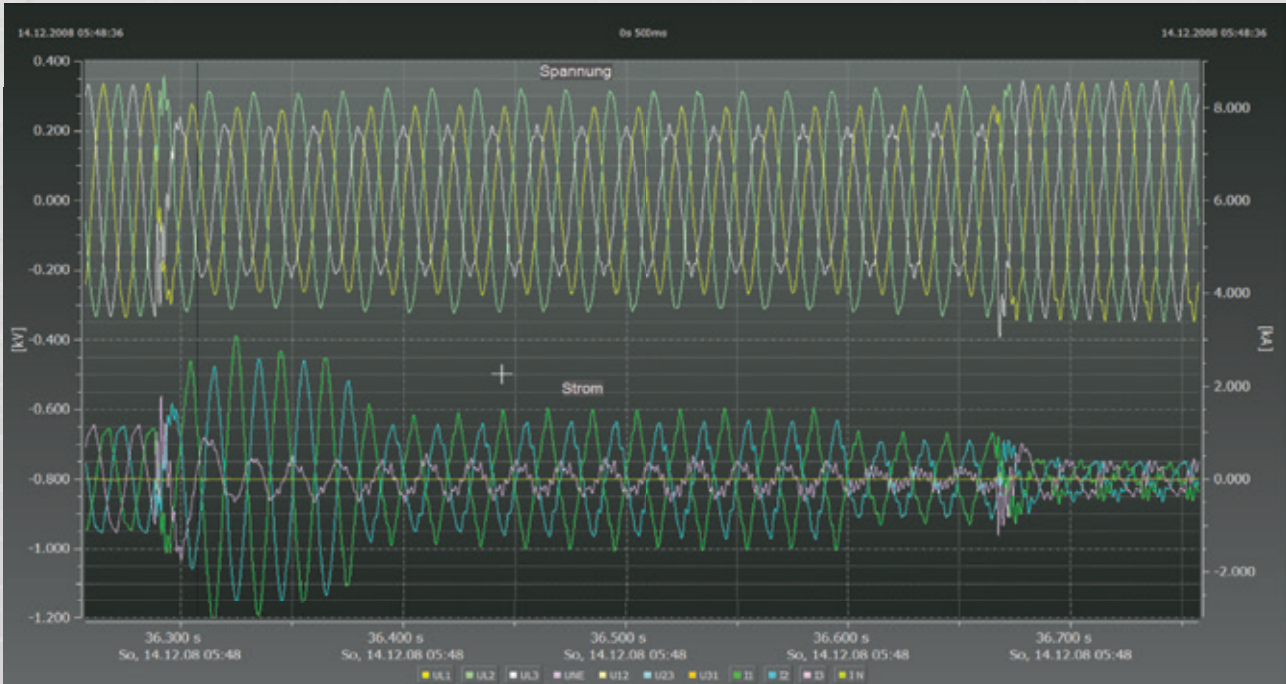 14.12.2008 05:48:36 0s 500ms 14.12.2008 05:48:36
0.400
Spannung
8.000
0.200
0.000 6.000
-0.200
4.000
[kV] -0.400 [kA]
2.000
Strom
-0.600
-0.800 0.000
-1.000
-2.000
-1.200
36.300 s 36.400 s 36.500 s 36.600 s 36.700 s
So, 14.12.08 05:48 So, 14.12.08 05:48 So, 14.12.08 05:48 So, 14.12.08 05:48 So, 14.12.08 05:48
UL1 UL2 UL3 UNE U12 U23 U31 I1 I2 I3 I N